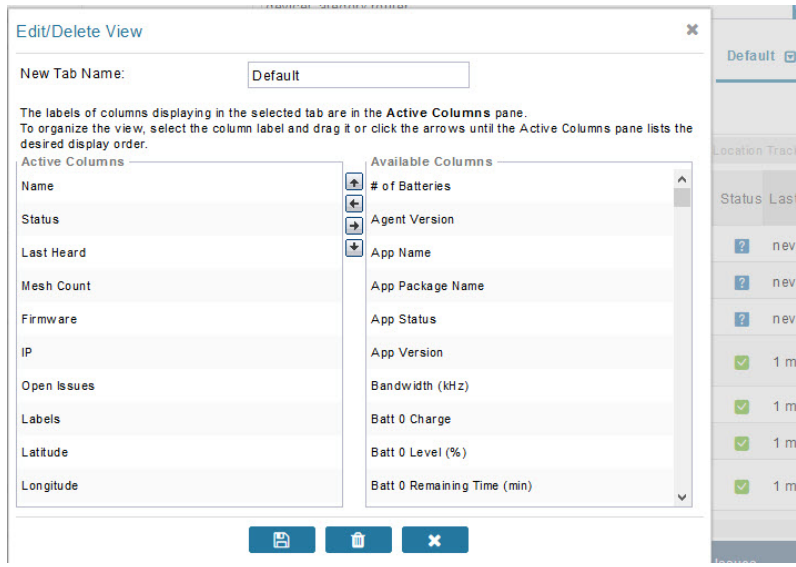 Edit/Delete View
New Tab Name:
Default
The labels of columns displaying in the selected tab are in the Active Columns pane.
To organize the view, select the column label and drag it or click the arrows until the Active Columns pane lists the
desired display order.
Active Columns
Name
Status
Last Heard
Mesh Count
Firmware
IP
Open Issues
Labels
Latitude
Longitude
Available Columns
# of Batteries
Agent Version
App Name
App Package Name
App Status
App Version
Bandwidth (kHz)
Batt 0 Charge
Batt 0 Level (%)
Batt 0 Remaining Time (min)
Default
Location Trac
Status Last
? nev
? nev
? nev
1 m
1 m
1 m
1 m
Issues